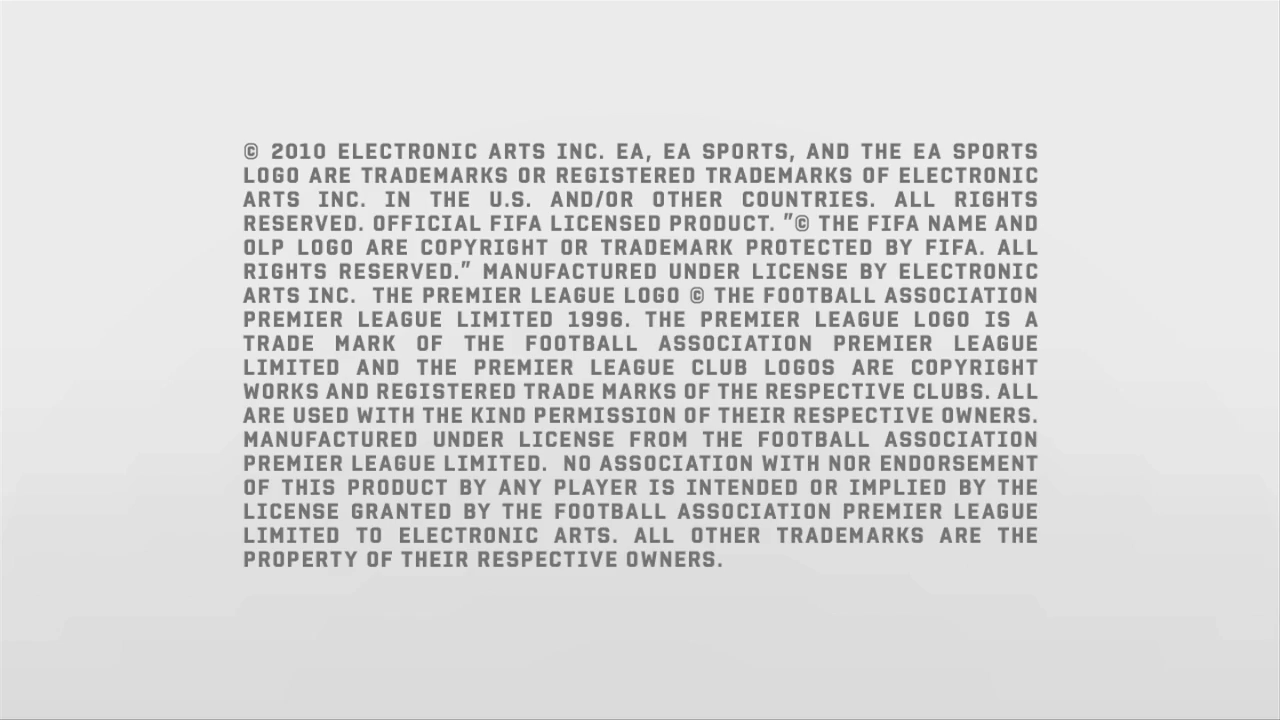 © 2010 ELECTRONIC ARTS INC. EA, EA SPORTS, AND THE EA SPORTS
LOGO ARE TRADEMARKS OR REGISTERED TRADEMARKS OF ELECTRONIC
ARTS INC. IN THE U.S. AND/OR OTHER COUNTRIES. ALL RIGHTS
RESERVED. OFFICIAL FIFA LICENSED PRODUCT. "© THE FIFA NAME AND
OLP LOGO ARE COPYRIGHT OR TRADEMARK PROTECTED BY FIFA. ALL
RIGHTS RESERVED." MANUFACTURED UNDER LICENSE BY ELECTRONIC
ARTS INC. THE PREMIER LEAGUE LOGO © THE FOOTBALL ASSOCIATION
PREMIER LEAGUE LIMITED 1996. THE PREMIER LEAGUE LOGO IS A
TRADE MARK OF THE FOOTBALL ASSOCIATION PREMIER LEAGUE
LIMITED AND THE PREMIER LEAGUE CLUB LOGOS ARE COPYRIGHT
WORKS AND REGISTERED TRADE MARKS OF THE RESPECTIVE CLUBS. ALL
ARE USED WITH THE KIND PERMISSION OF THEIR RESPECTIVE OWNERS.
MANUFACTURED UNDER LICENSE FROM THE FOOTBALL ASSOCIATION
PREMIER LEAGUE LIMITED. NO ASSOCIATION WITH NOR ENDORSEMENT
OF THIS PRODUCT BY ANY PLAYER IS INTENDED OR IMPLIED BY THE
LICENSE GRANTED BY THE FOOTBALL ASSOCIATION PREMIER LEAGUE
LIMITED TO ELECTRONIC ARTS. ALL OTHER TRADEMARKS ARE THE
PROPERTY OF THEIR RESPECTIVE OWNERS.